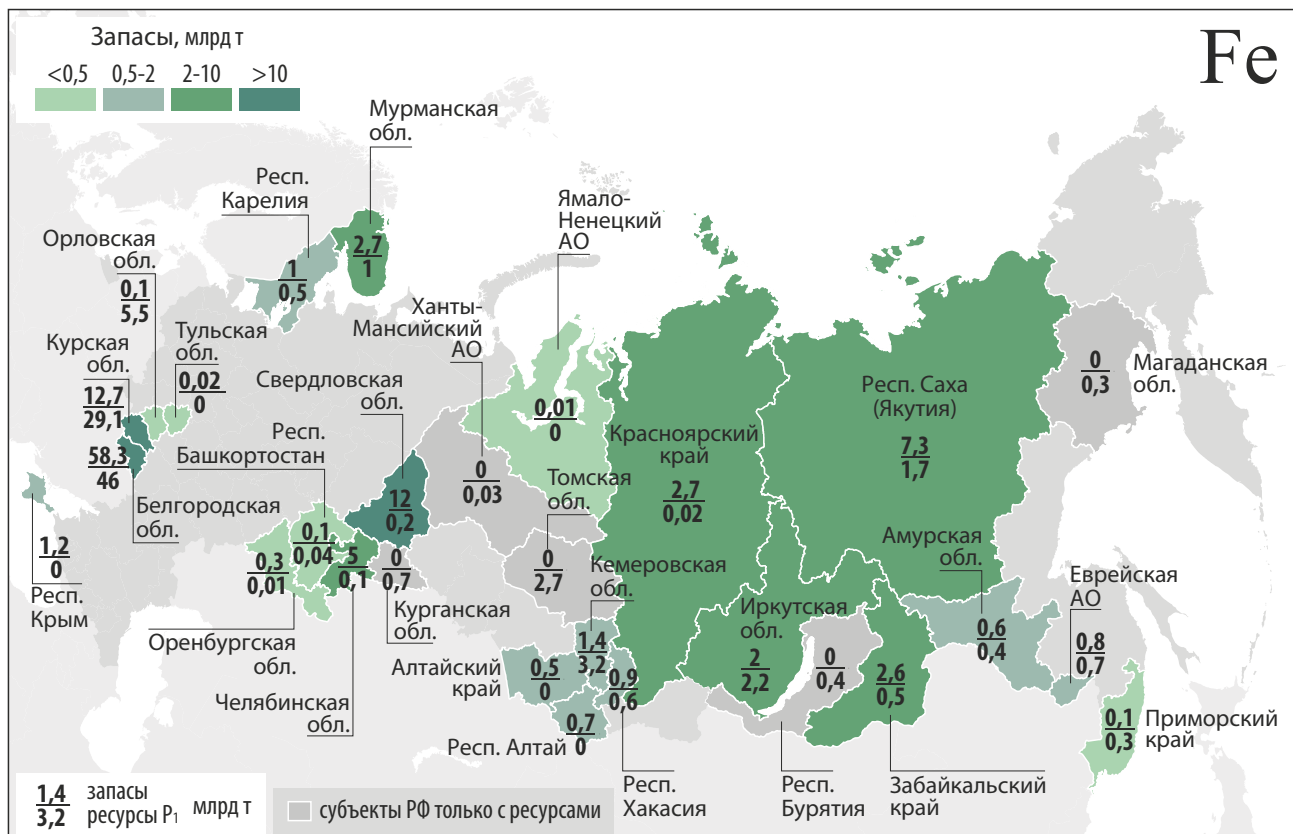 Запасы, млрд т
<0,5 0,5-2 2-10 >10
Fe
Мурманская
обл.
2,7
1
Респ.
Карелия
1
0,5
Ямало-
Ненецкий
АО
0,01
0
Орловская
обл.
0,1
5,5
Тульская
обл.
0,02
0
Курская
обл.
12,7
29,1
58,3
46
Белгородская
обл.
Ханты-
Мансийский
АО
0
0,03
Свердловская
обл.
12
0,2
Респ.
Башкортостан
0,1
0,04
0,3
0,01
Оренбургская
обл.
5
0,1
Челябинская
обл.
0
0,7
Курганская
обл.
1,2
0
Респ.
Крым
Томская
обл.
0
2,7
Кемеровская
обл.
1,4
3,2
Алтайский
край
0,5
0
0,7
0
Респ. Алтай
0,9
0,6
Респ.
Хакасия
Красноярский
край
2,7
0,02
Респ. Саха
(Якутия)
7,3
1,7
0
0,3
Магаданская
обл.
Иркутская
обл.
2
2,2
0
0,4
Респ.
Бурятия
2,6
0,5
Забайкальский
край
Амурская
обл.
0,6
0,4
Еврейская
АО
0,8
0,7
0,1
0,3
Приморский
край
1,4 запасы
3,2 ресурсы P₁ млрд т
субъекты РФ только с ресурсами